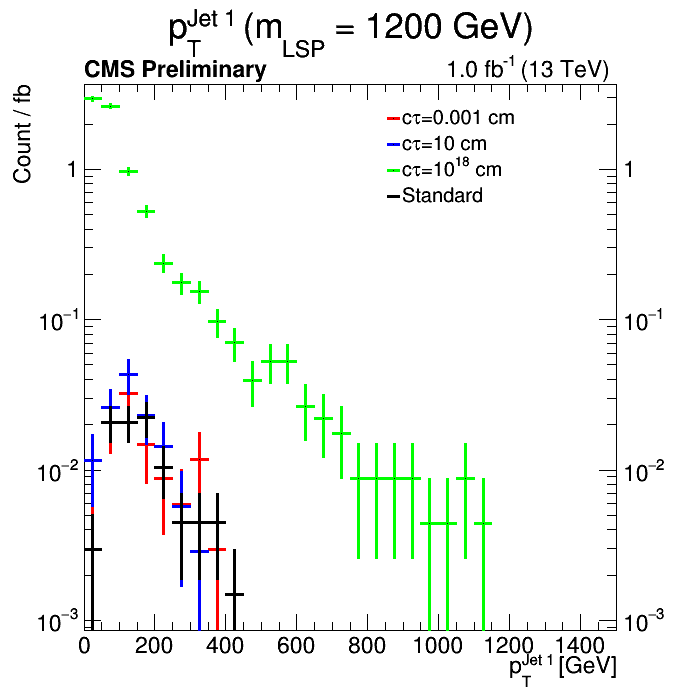 p_T^Jet 1 (m_LSP = 1200 GeV)
CMS Preliminary 1.0 fb^-1 (13 TeV)
Count / fb
cτ=0.001 cm
cτ=10 cm
cτ=10^18 cm
Standard
1 1
10^−1 10^−1
10^−2 10^−2
10^−3 10^−3
0 200 400 600 800 1000 1200 1400
p_T^Jet 1 [GeV]